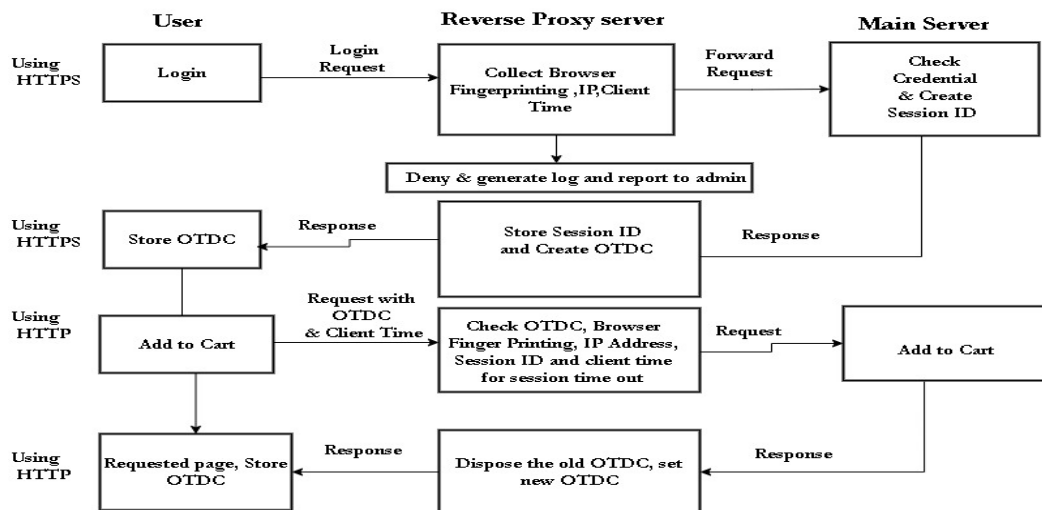 User
Reverse Proxy server
Main Server
Using
HTTPS
Login
Login
Request
Collect Browser
Fingerprinting ,IP,Client
Time
Forward
Request
Check
Credential
& Create
Session ID
Deny & generate log and report to admin
Using
HTTPS
Store OTDC
Response
Store Session ID
and Create OTDC
Response
Using
HTTP
Add to Cart
Request with
OTDC
& Client Time
Check OTDC, Browser
Finger Printing, IP Address,
Session ID and client time
for session time out
Request
Add to Cart
Using
HTTP
Requested page, Store
OTDC
Response
Dispose the old OTDC, set
new OTDC
Response